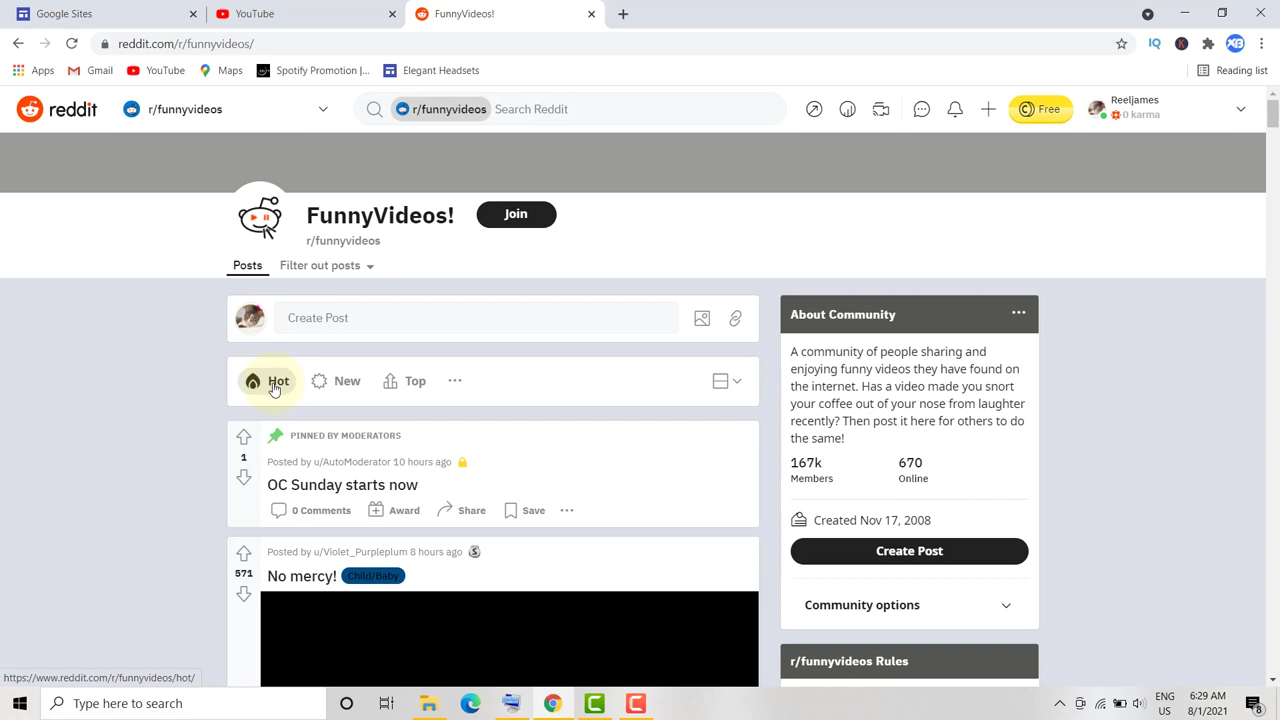 Google Sites
YouTube
FunnyVideos!
reddit.com/r/funnyvideos/
Apps
Gmail
YouTube
Maps
Spotify Promotion |...
Elegant Headsets
Reading list
reddit
r/funnyvideos
r/funnyvideos
Search Reddit
Free
Reeljames
0 karma
FunnyVideos!
Join
r/funnyvideos
Posts
Filter out posts
Create Post
Hot
New
Top
PINNED BY MODERATORS
1
Posted by u/AutoModerator 10 hours ago
OC Sunday starts now
0 Comments
Award
Share
Save
571
Posted by u/Violet_Purpleplum 8 hours ago
No mercy!
Child/Baby
About Community
A community of people sharing and
enjoying funny videos they have found on
the internet. Has a video made you snort
your coffee out of your nose from laughter
recently? Then post it here for others to do
the same!
167k
670
Members
Online
Created Nov 17, 2008
Create Post
Community options
r/funnyvideos Rules
https://www.reddit.com/r/funnyvideos/hot/
Type here to search
ENG
US
6:29 AM
8/1/2021
8